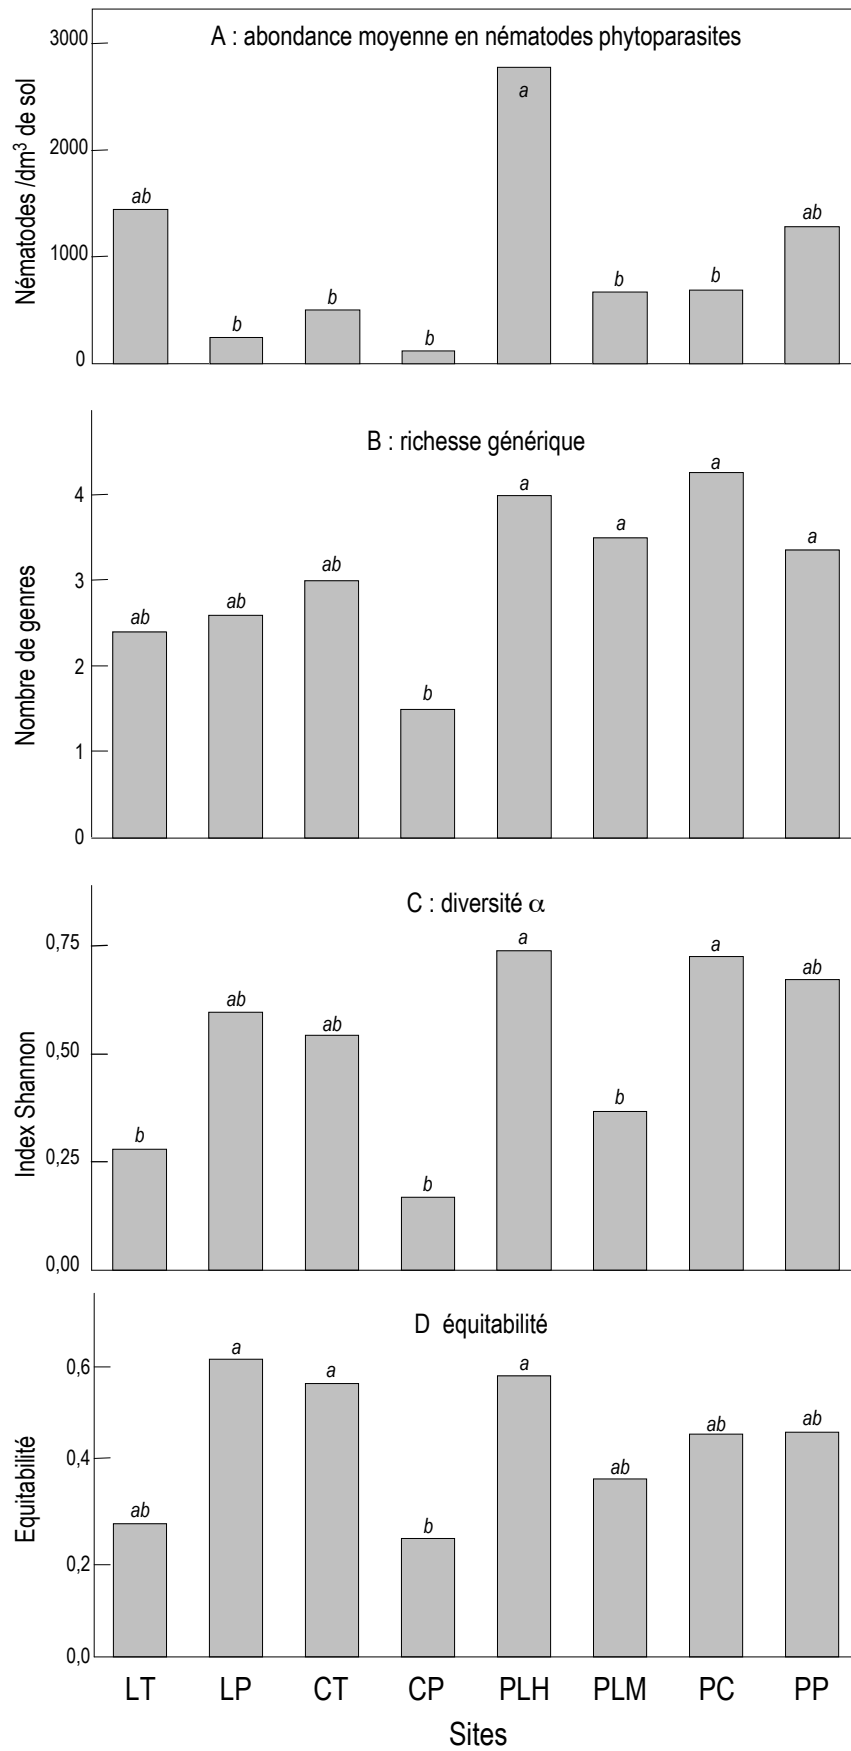 A : abondance moyenne en nématodes phytoparasites
Nématodes /dm³ de sol
3000
2000
1000
0
ab
b
b
b
a
b
b
ab
B : richesse générique
Nombre de genres
4
3
2
1
0
ab
ab
ab
b
a
a
a
a
C : diversité α
Index Shannon
0,75
0,50
0,25
0,00
b
ab
ab
b
a
b
a
ab
D équitabilité
Equitabilité
0,6
0,4
0,2
0,0
ab
a
a
b
a
ab
ab
ab
LT LP CT CP PLH PLM PC PP
Sites